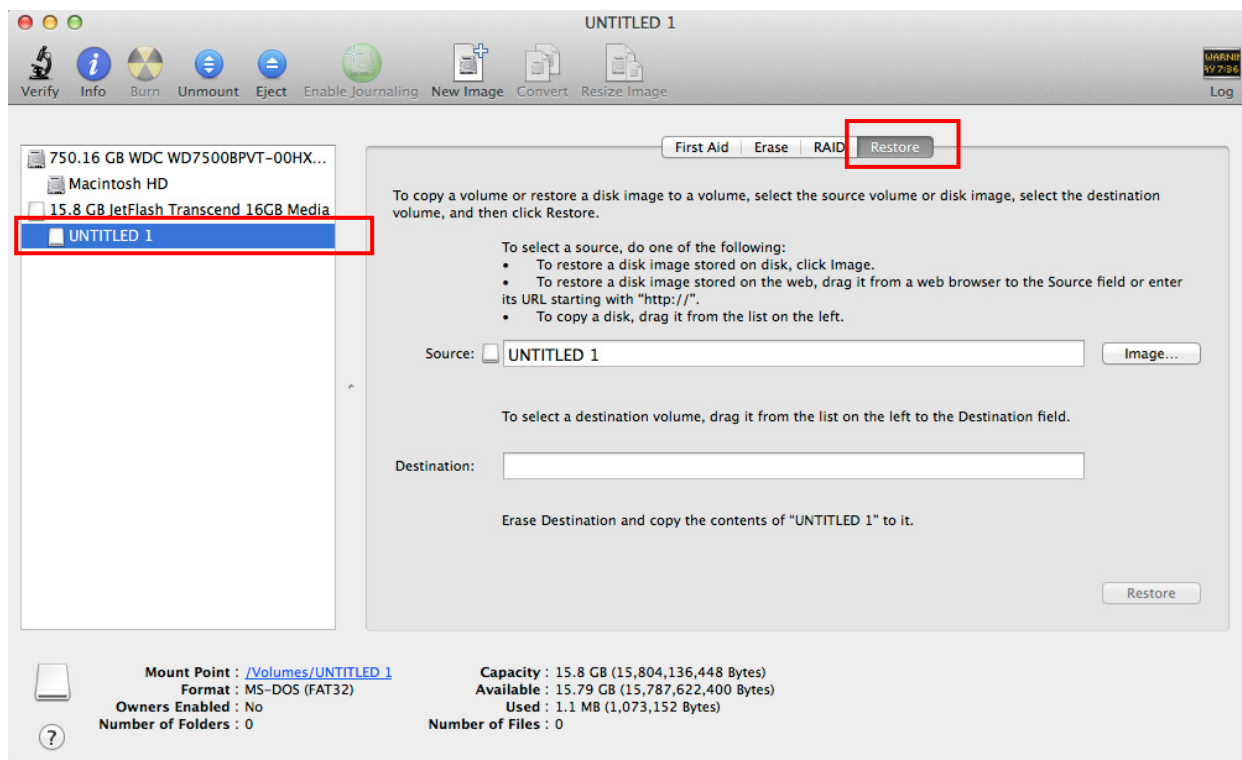 UNTITLED 1
Verify Info Burn Unmount Eject Enable Journaling New Image Convert Resize Image Log
WARNIN
AY 7:36
750.16 GB WDC WD7500BPVT-00HX...
Macintosh HD
15.8 GB JetFlash Transcend 16GB Media
UNTITLED 1
First Aid Erase RAID Restore
To copy a volume or restore a disk image to a volume, select the source volume or disk image, select the destination
volume, and then click Restore.
To select a source, do one of the following:
• To restore a disk image stored on disk, click Image.
• To restore a disk image stored on the web, drag it from a web browser to the Source field or enter
its URL starting with “http://”.
• To copy a disk, drag it from the list on the left.
Source: UNTITLED 1 Image...
To select a destination volume, drag it from the list on the left to the Destination field.
Destination:
Erase Destination and copy the contents of “UNTITLED 1” to it.
Restore
Mount Point : /Volumes/UNTITLED 1 Capacity : 15.8 GB (15,804,136,448 Bytes)
Format : MS-DOS (FAT32) Available : 15.79 GB (15,787,622,400 Bytes)
Owners Enabled : No Used : 1.1 MB (1,073,152 Bytes)
Number of Folders : 0 Number of Files : 0
?